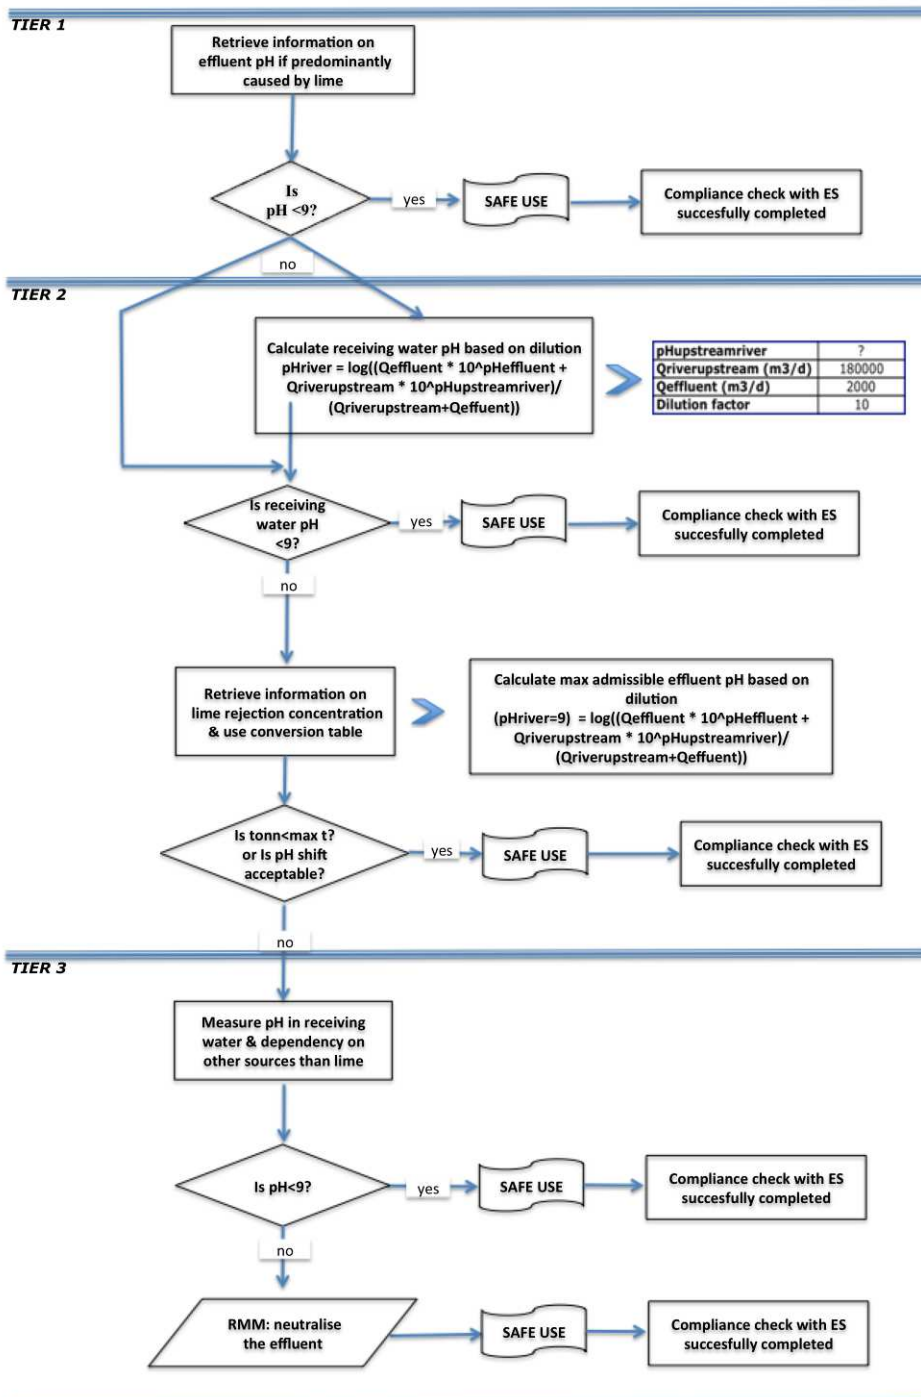 TIER 1
Retrieve information on
effluent pH if predominantly
caused by lime
Is
pH <9?
yes
SAFE USE
Compliance check with ES
succesfully completed
no
TIER 2
Calculate receiving water pH based on dilution
pHriver = log((Qeffluent * 10^pHeffluent +
Qriverupstream * 10^pHupstreamriver)/
(Qriverupstream+Qeffuent))
pHupstreamriver ?
Qriverupstream (m3/d) 180000
Qeffluent (m3/d) 2000
Dilution factor 10
Is receiving
water pH
<9?
yes
SAFE USE
Compliance check with ES
succesfully completed
no
Retrieve information on
lime rejection concentration
& use conversion table
Calculate max admissible effluent pH based on
dilution
(pHriver=9) = log((Qeffluent * 10^pHeffluent +
Qriverupstream * 10^pHupstreamriver)/
(Qriverupstream+Qeffuent))
Is tonn<max t?
or Is pH shift
acceptable?
yes
SAFE USE
Compliance check with ES
succesfully completed
no
TIER 3
Measure pH in receiving
water & dependency on
other sources than lime
Is pH<9?
yes
SAFE USE
Compliance check with ES
succesfully completed
no
RMM: neutralise
the effluent
SAFE USE
Compliance check with ES
succesfully completed